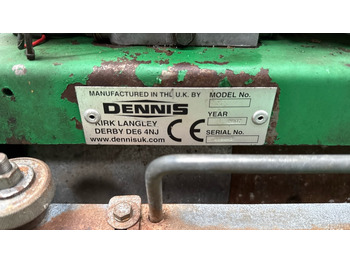 MANUFACTURED IN THE U.K. BY
DENNIS
KIRK LANGLEY
DERBY DE6 4NJ
www.dennisuk.com
CE
MODEL No.
YEAR
SERIAL No.